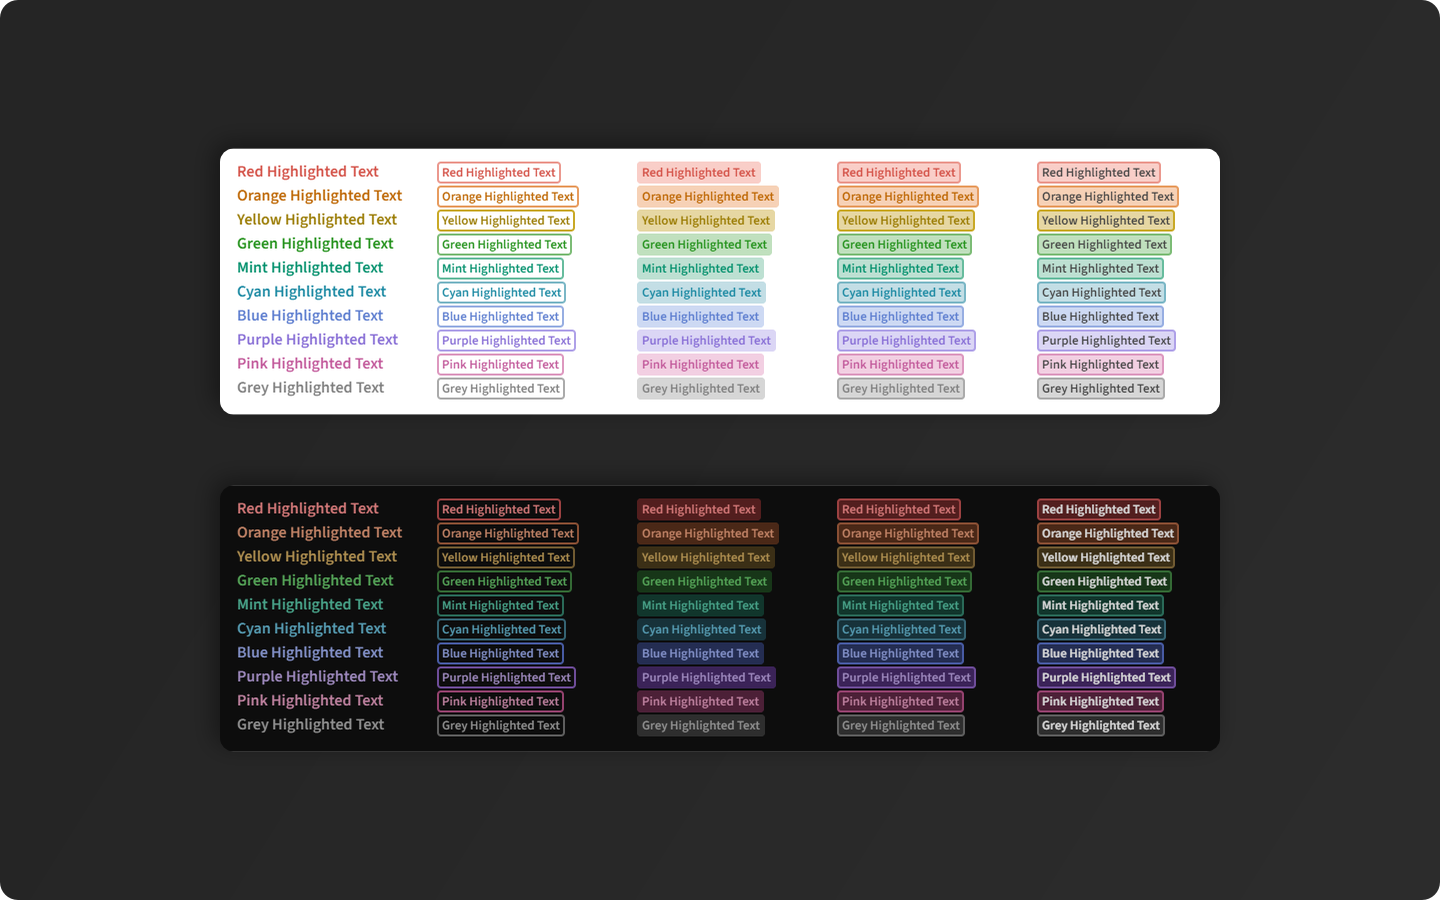 Red Highlighted Text Red Highlighted Text Red Highlighted Text Red Highlighted Text Red Highlighted Text
Orange Highlighted Text Orange Highlighted Text Orange Highlighted Text Orange Highlighted Text Orange Highlighted Text
Yellow Highlighted Text Yellow Highlighted Text Yellow Highlighted Text Yellow Highlighted Text Yellow Highlighted Text
Green Highlighted Text Green Highlighted Text Green Highlighted Text Green Highlighted Text Green Highlighted Text
Mint Highlighted Text Mint Highlighted Text Mint Highlighted Text Mint Highlighted Text Mint Highlighted Text
Cyan Highlighted Text Cyan Highlighted Text Cyan Highlighted Text Cyan Highlighted Text Cyan Highlighted Text
Blue Highlighted Text Blue Highlighted Text Blue Highlighted Text Blue Highlighted Text Blue Highlighted Text
Purple Highlighted Text Purple Highlighted Text Purple Highlighted Text Purple Highlighted Text Purple Highlighted Text
Pink Highlighted Text Pink Highlighted Text Pink Highlighted Text Pink Highlighted Text Pink Highlighted Text
Grey Highlighted Text Grey Highlighted Text Grey Highlighted Text Grey Highlighted Text Grey Highlighted Text
Red Highlighted Text Red Highlighted Text Red Highlighted Text Red Highlighted Text Red Highlighted Text
Orange Highlighted Text Orange Highlighted Text Orange Highlighted Text Orange Highlighted Text Orange Highlighted Text
Yellow Highlighted Text Yellow Highlighted Text Yellow Highlighted Text Yellow Highlighted Text Yellow Highlighted Text
Green Highlighted Text Green Highlighted Text Green Highlighted Text Green Highlighted Text Green Highlighted Text
Mint Highlighted Text Mint Highlighted Text Mint Highlighted Text Mint Highlighted Text Mint Highlighted Text
Cyan Highlighted Text Cyan Highlighted Text Cyan Highlighted Text Cyan Highlighted Text Cyan Highlighted Text
Blue Highlighted Text Blue Highlighted Text Blue Highlighted Text Blue Highlighted Text Blue Highlighted Text
Purple Highlighted Text Purple Highlighted Text Purple Highlighted Text Purple Highlighted Text Purple Highlighted Text
Pink Highlighted Text Pink Highlighted Text Pink Highlighted Text Pink Highlighted Text Pink Highlighted Text
Grey Highlighted Text Grey Highlighted Text Grey Highlighted Text Grey Highlighted Text Grey Highlighted Text